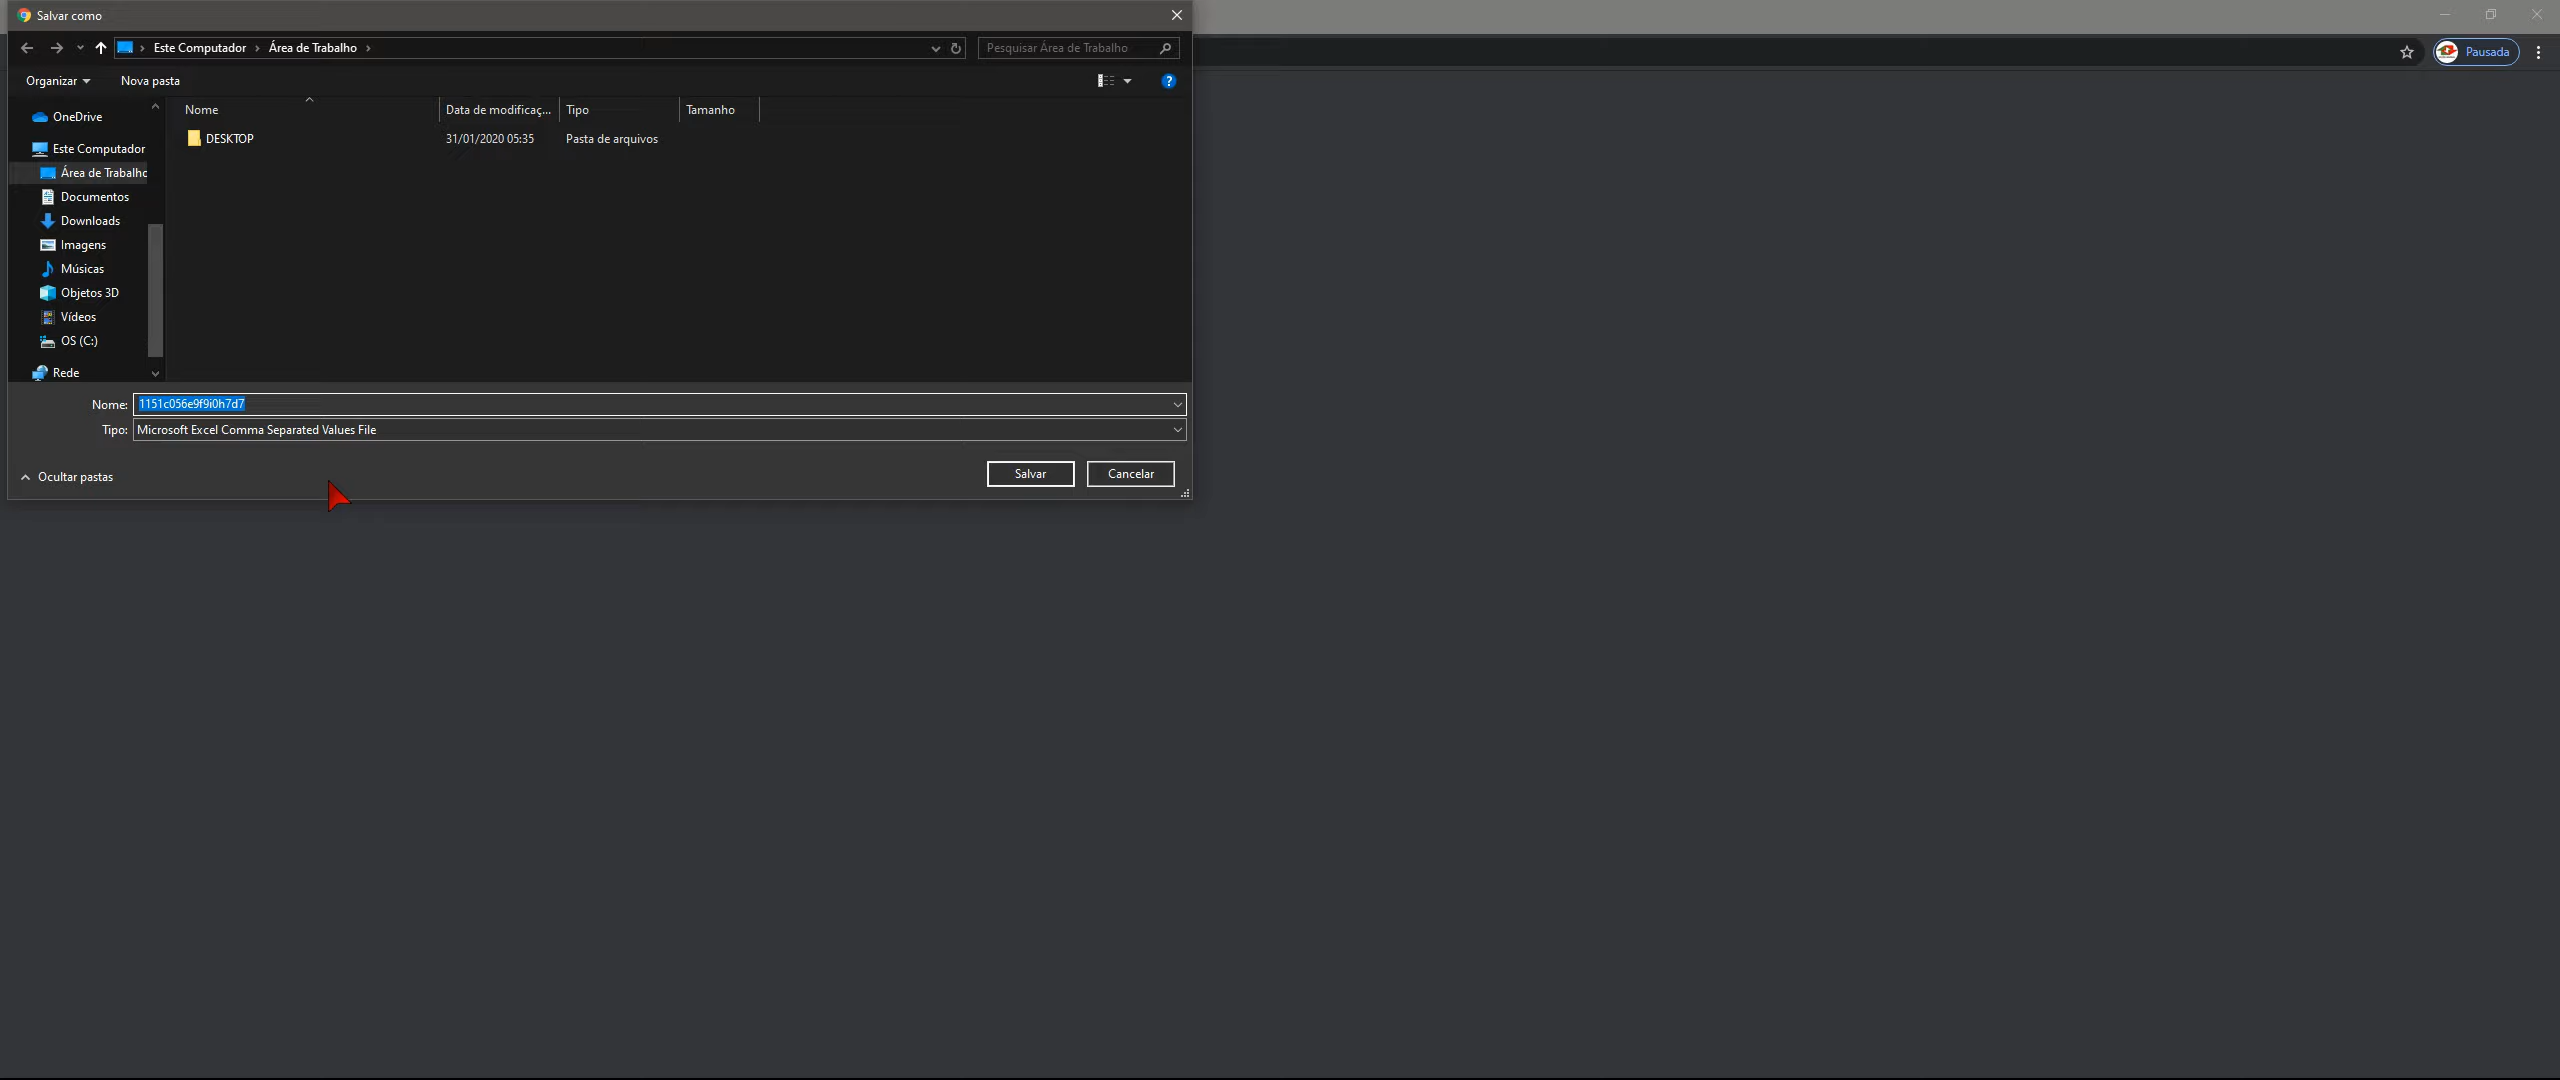 Salvar como
Este Computador
Área de Trabalho
Pesquisar Área de Trabalho
Pausada
Organizar
Nova pasta
?
Nome
Data de modificaç...
Tipo
Tamanho
OneDrive
DESKTOP
31/01/2020 05:35
Pasta de arquivos
Este Computador
Área de Trabalho
Documentos
Downloads
Imagens
Músicas
Objetos 3D
Vídeos
OS (C:)
Rede
Nome: 1151c056e9f9i0h7d7
Tipo: Microsoft Excel Comma Separated Values File
Ocultar pastas
Salvar
Cancelar